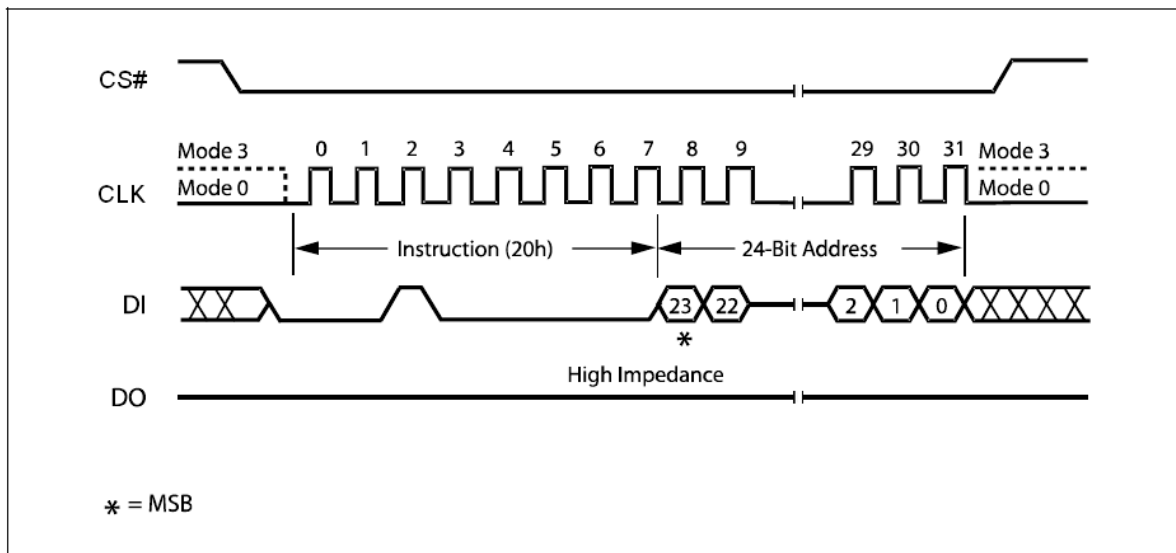 CS#
Mode 3 0 1 2 3 4 5 6 7 8 9 29 30 31 Mode 3
CLK Mode 0 Mode 0
Instruction (20h) 24-Bit Address
DI 23 22 2 1 0
*
High Impedance
DO
* = MSB